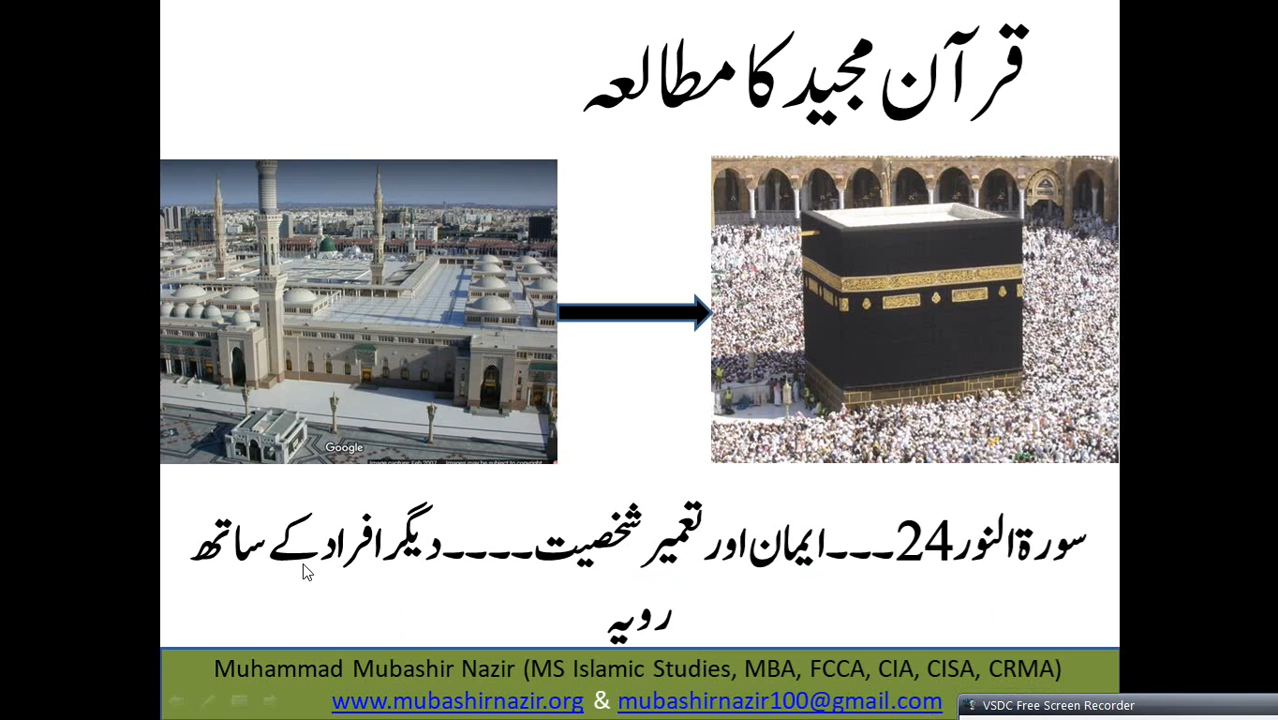 قرآن مجید کا مطالعہ
Google
سورۃ النور 24۔۔۔ایمان اور تعمیر شخصیت۔۔۔۔دیگر افراد کے ساتھ
رویہ
Muhammad Mubashir Nazir (MS Islamic Studies, MBA, FCCA, CIA, CISA, CRMA)
www.mubashirnazir.org & mubashirnazir100@gmail.com
VSDC Free Screen Recorder